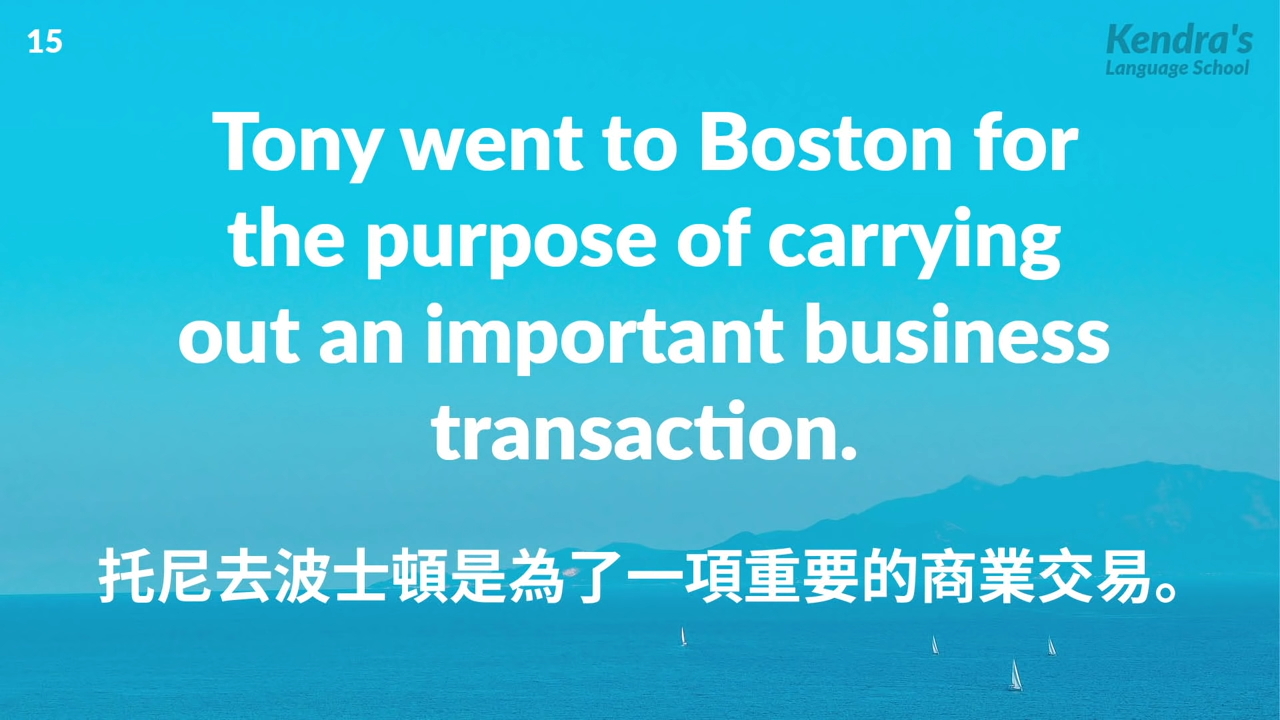 15
Kendra's
Language School
Tony went to Boston for
the purpose of carrying
out an important business
transaction.
托尼去波士頓是為了一項重要的商業交易。